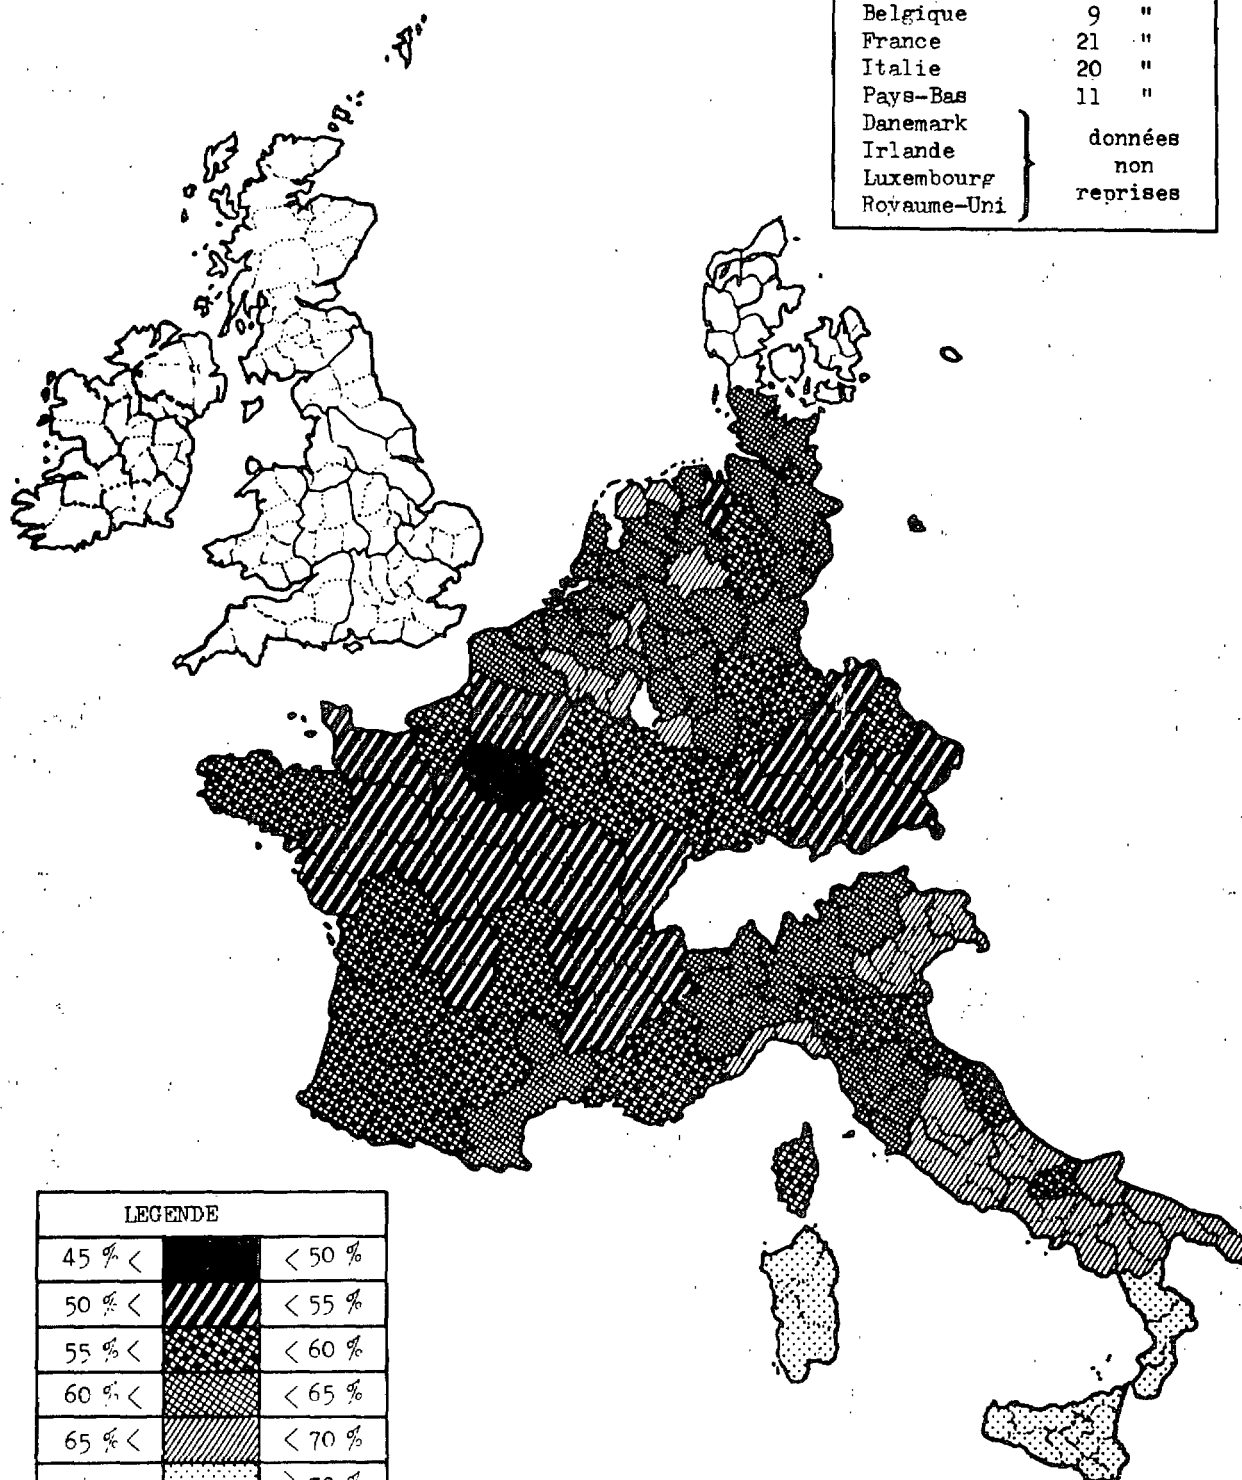 Belgique 9 "
France 21 "
Italie 20 "
Pays-Bas 11 "
Danemark
Irlande
Luxembourg
Royaume-Uni
données
non
reprises
LEGENDE
45 % < < 50 %
50 % < < 55 %
55 % < < 60 %
60 % < < 65 %
65 % < < 70 %